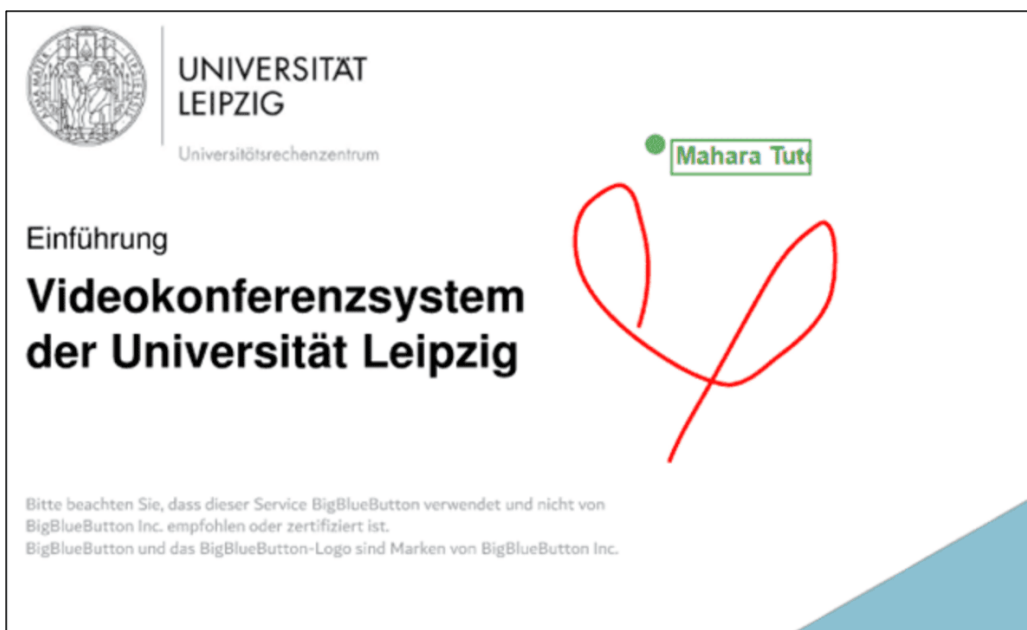 UNIVERSITÄT
LEIPZIG
Universitätsrechenzentrum
Mahara
Einführung
Videokonferenzsystem
der Universität Leipzig
Bitte beachten Sie, dass dieser Service BigBlueButton verwendet und nicht von
BigBlueButton Inc. empfohlen oder zertifiziert ist.
BigBlueButton und das BigBlueButton-Logo sind Marken von BigBlueButton Inc.